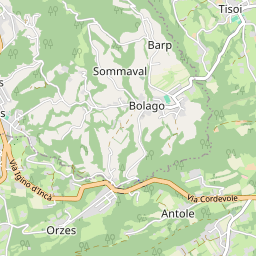 Tisoi
Barp
Sommaval
Bolago
Via Igino d'Incà
Via Cordevole
Antole
Orzes